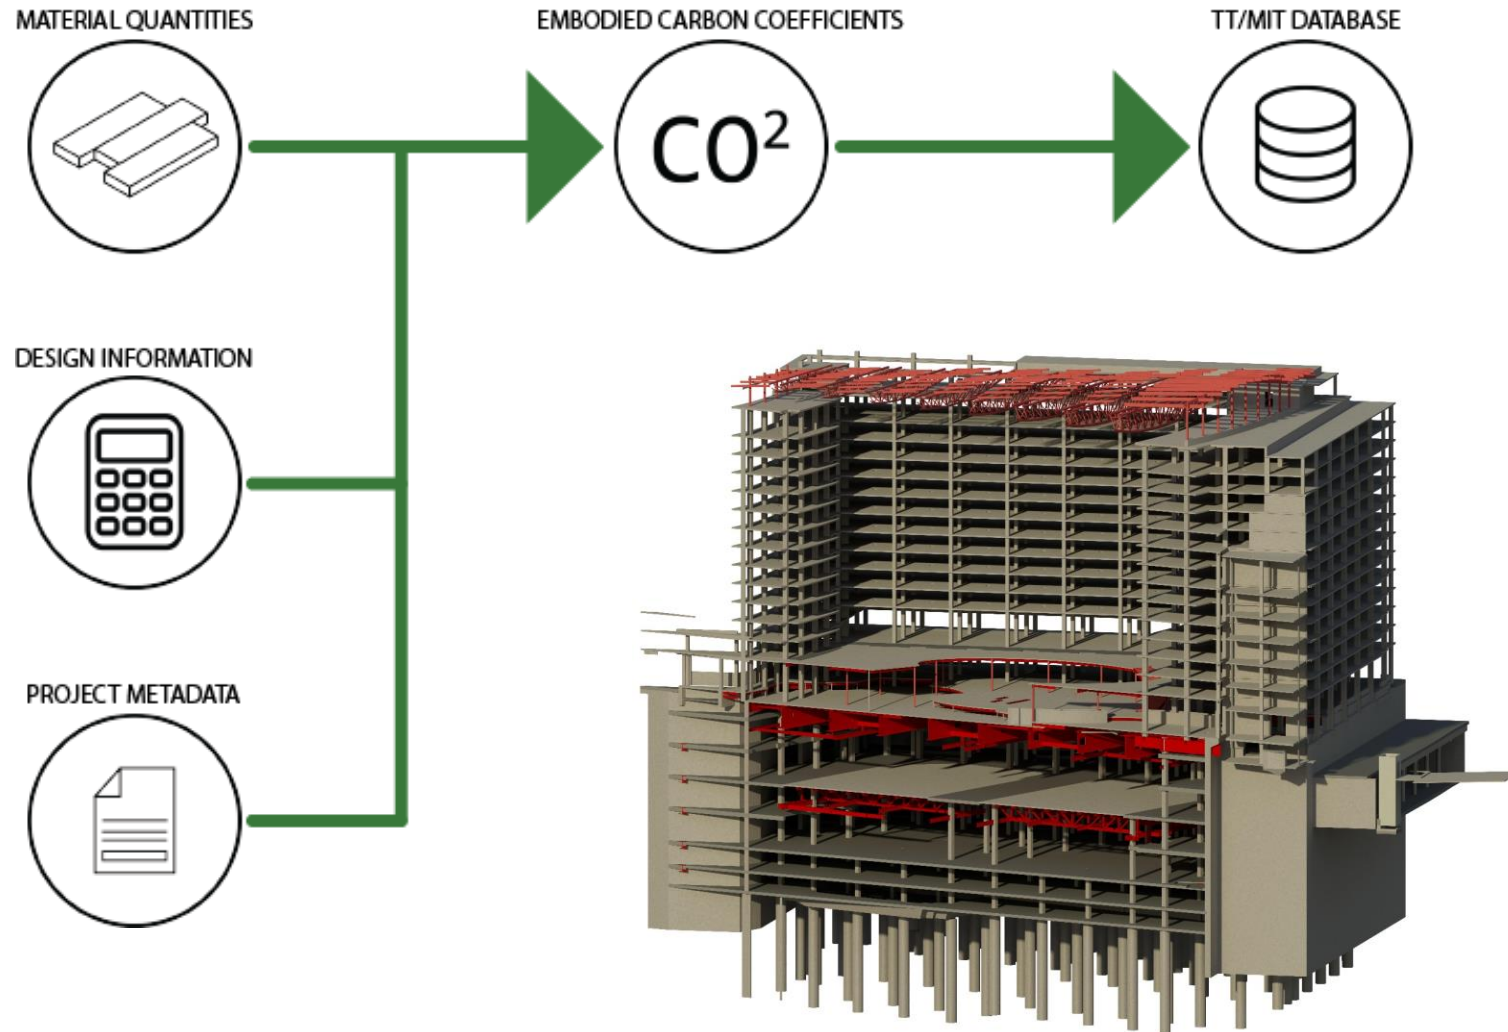 MATERIAL QUANTITIES
EMBODIED CARBON COEFFICIENTS
TT/MIT DATABASE
CO²
DESIGN INFORMATION
PROJECT METADATA